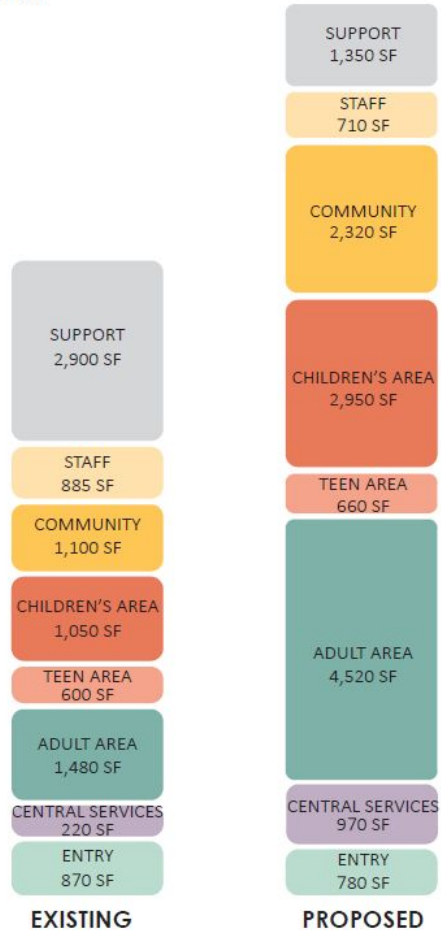 SUPPORT
2,900 SF
STAFF
885 SF
COMMUNITY
1,100 SF
CHILDREN'S AREA
1,050 SF
TEEN AREA
600 SF
ADULT AREA
1,480 SF
CENTRAL SERVICES
220 SF
ENTRY
870 SF
EXISTING
SUPPORT
1,350 SF
STAFF
710 SF
COMMUNITY
2,320 SF
CHILDREN'S AREA
2,950 SF
TEEN AREA
660 SF
ADULT AREA
4,520 SF
CENTRAL SERVICES
970 SF
ENTRY
780 SF
PROPOSED